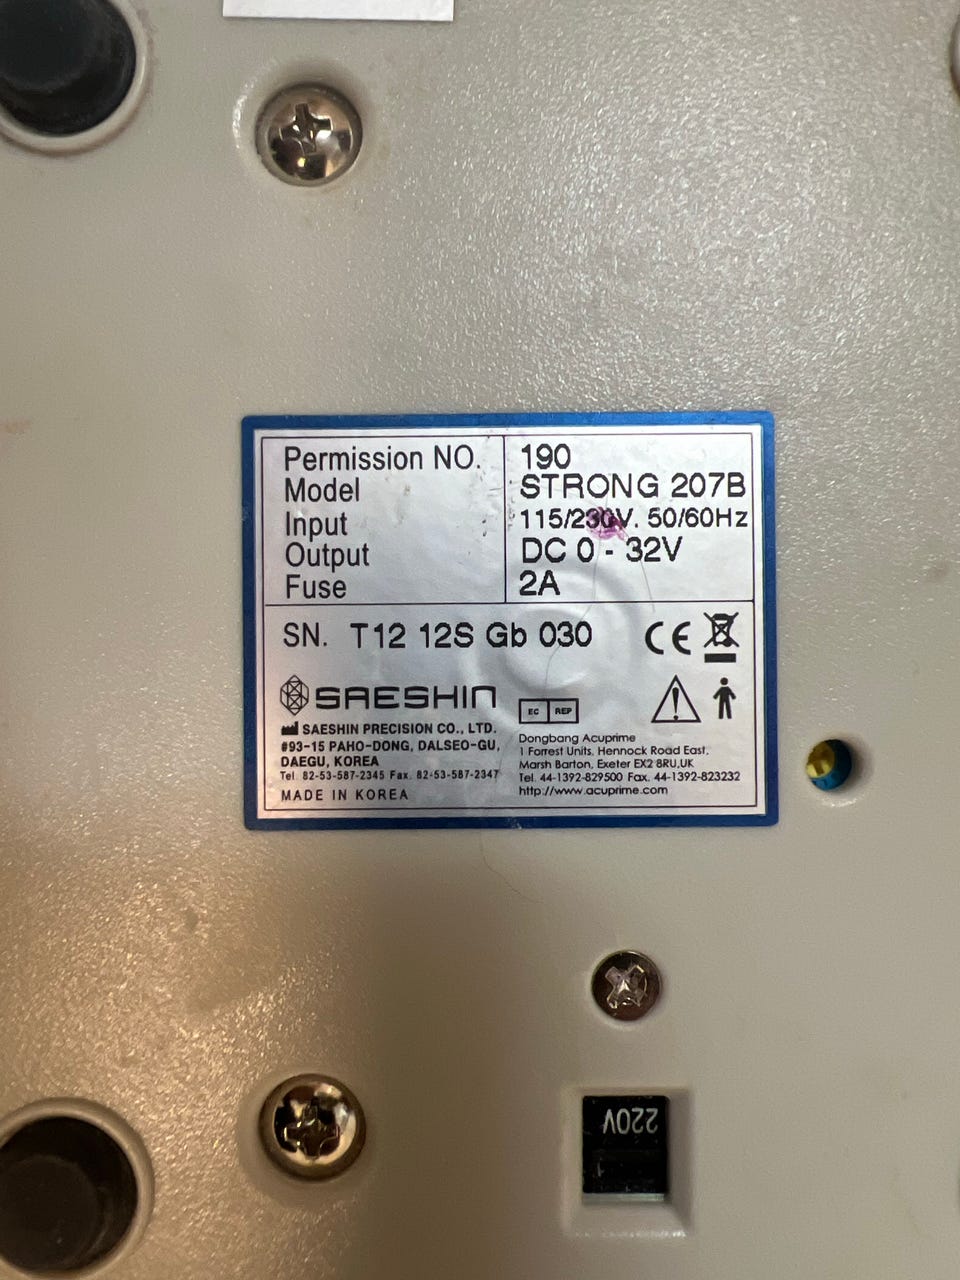 Permission NO. 190
Model STRONG 207B
Input 115/230V. 50/60Hz
Output DC 0 - 32V
Fuse 2A
SN. T12 12S Gb 030 CE
SAESHIN
SAESHIN PRECISION CO., LTD.
#93-15 PAHO-DONG, DALSEO-GU,
DAEGU, KOREA
Tel. 82-53-587-2345 Fax. 82-53-587-2347
MADE IN KOREA
EC REP
Dongbang Acuprime
1 Forrest Units, Hennock Road East,
Marsh Barton, Exeter EX2 8RU,UK
Tel. 44-1392-829500 Fax. 44-1392-823232
http://www.acuprime.com
220V